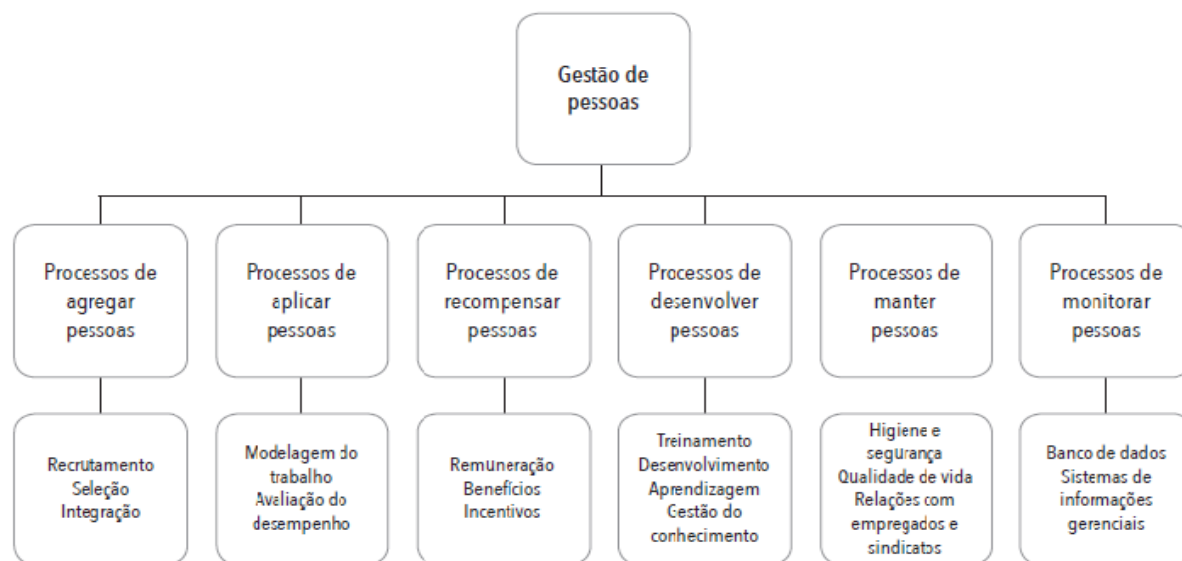 Gestão de
pessoas
Processos de
agregar
pessoas
Processos de
aplicar
pessoas
Processos de
recompensar
pessoas
Processos de
desenvolver
pessoas
Processos de
manter
pessoas
Processos de
monitorar
pessoas
Recrutamento
Seleção
Integração
Modelagem do
trabalho
Avaliação do
desempenho
Remuneração
Benefícios
Incentivos
Treinamento
Desenvolvimento
Aprendizagem
Gestão do
conhecimento
Higiene e
segurança
Qualidade de vida
Relações com
empregados e
sindicatos
Banco de dados
Sistemas de
informações
gerenciais